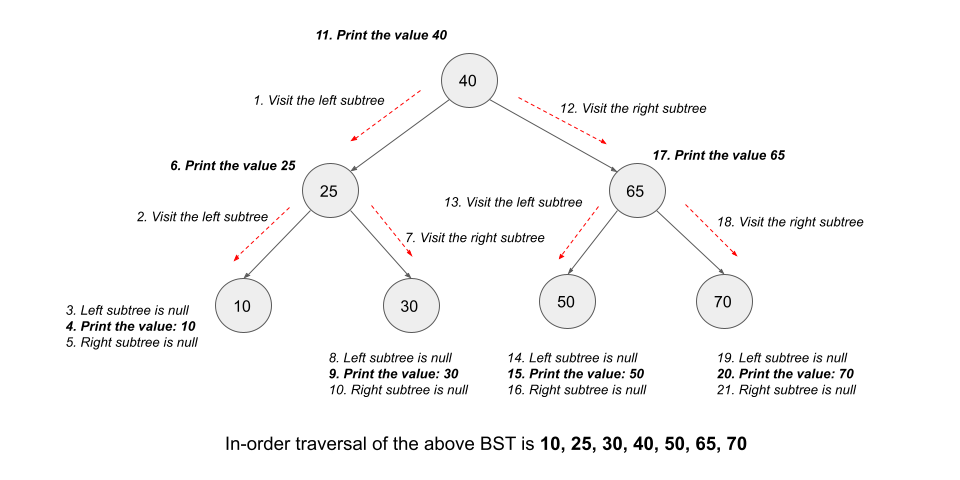 11. Print the value 40
40
1. Visit the left subtree
12. Visit the right subtree
6. Print the value 25
17. Print the value 65
25
65
2. Visit the left subtree
7. Visit the right subtree
13. Visit the left subtree
18. Visit the right subtree
10
30
50
70
3. Left subtree is null
4. Print the value: 10
5. Right subtree is null
8. Left subtree is null
9. Print the value: 30
10. Right subtree is null
14. Left subtree is null
15. Print the value: 50
16. Right subtree is null
19. Left subtree is null
20. Print the value: 70
21. Right subtree is null
In-order traversal of the above BST is 10, 25, 30, 40, 50, 65, 70